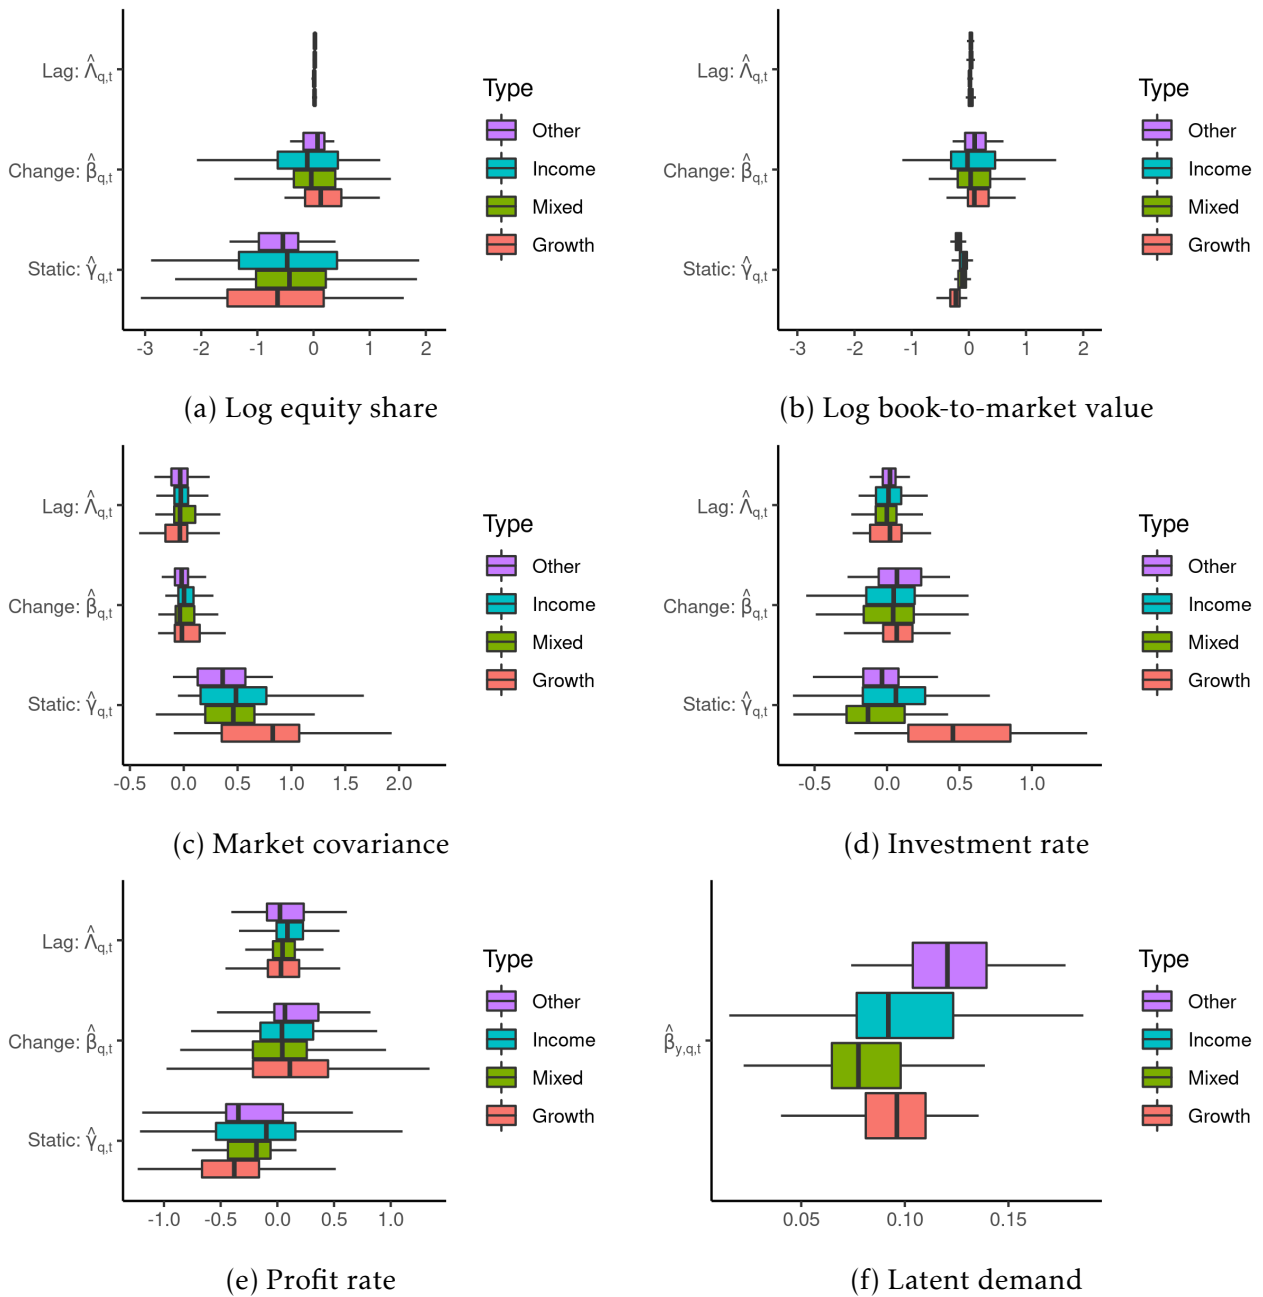 Lag: Λ̂q,t
Change: β̂q,t
Static: γ̂q,t
-3 -2 -1 0 1 2
Type
Other
Income
Mixed
Growth
(a) Log equity share
Lag: Λ̂q,t
Change: β̂q,t
Static: γ̂q,t
-3 -2 -1 0 1 2
Type
Other
Income
Mixed
Growth
(b) Log book-to-market value
Lag: Λ̂q,t
Change: β̂q,t
Static: γ̂q,t
-0.5 0.0 0.5 1.0 1.5 2.0
Type
Other
Income
Mixed
Growth
(c) Market covariance
Lag: Λ̂q,t
Change: β̂q,t
Static: γ̂q,t
-0.5 0.0 0.5 1.0
Type
Other
Income
Mixed
Growth
(d) Investment rate
Lag: Λ̂q,t
Change: β̂q,t
Static: γ̂q,t
-1.0 -0.5 0.0 0.5 1.0
Type
Other
Income
Mixed
Growth
(e) Profit rate
β̂y,q,t
0.05 0.10 0.15
Type
Other
Income
Mixed
Growth
(f) Latent demand